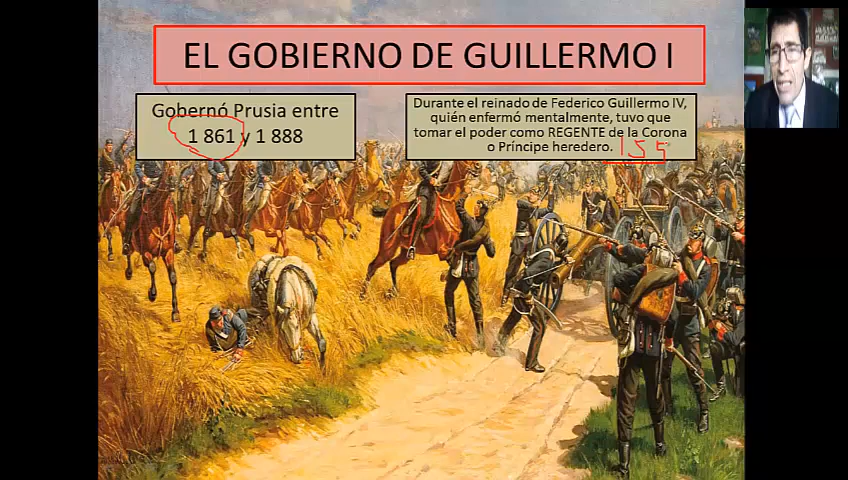 EL GOBIERNO DE GUILLERMO I
Gobernó Prusia entre
1 861 y 1 888
Durante el reinado de Federico Guillermo IV,
quién enfermó mentalmente, tuvo que
tomar el poder como REGENTE de la Corona
o Príncipe heredero.